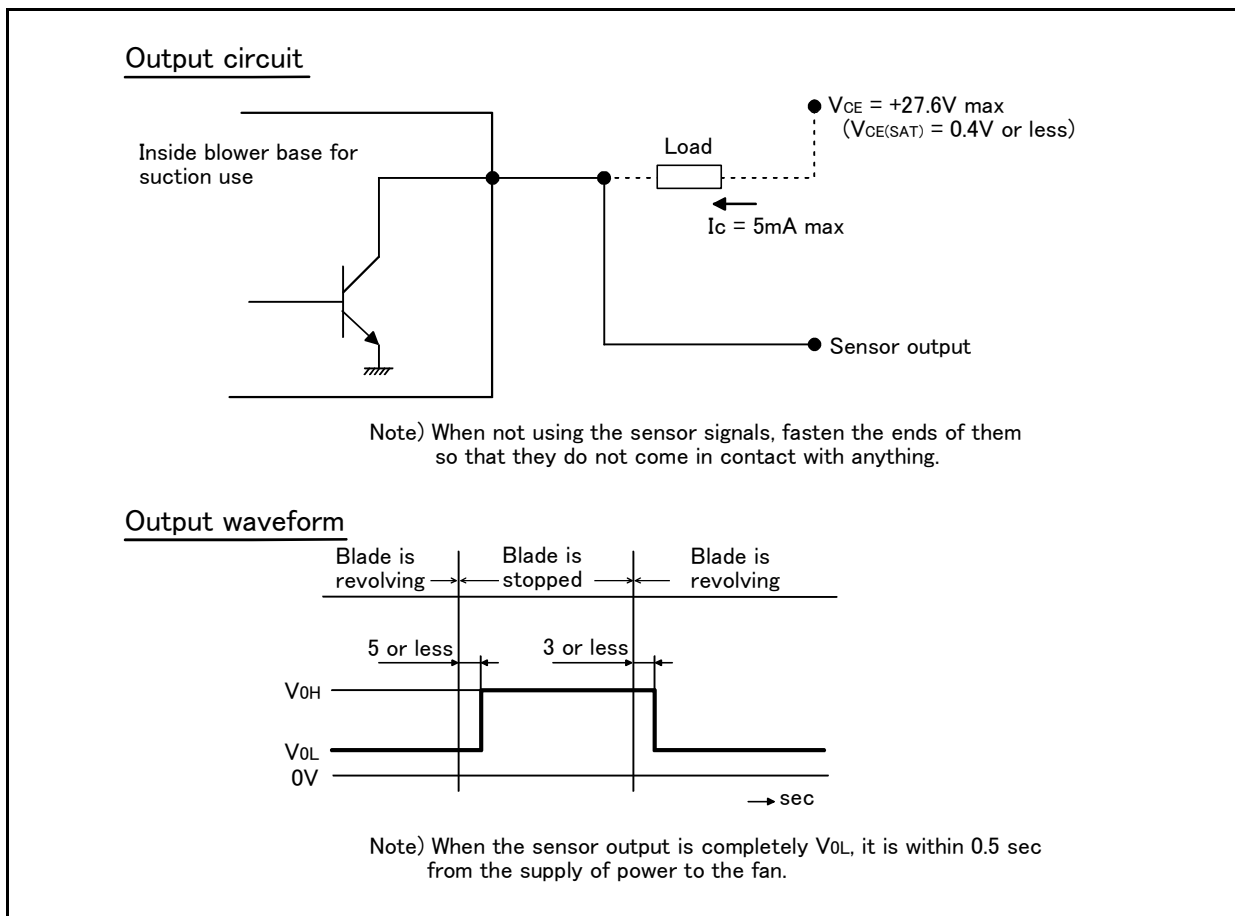 Output circuit
VCE = +27.6V max
(VCE(SAT) = 0.4V or less)
Inside blower base for
suction use
Load
Ic = 5mA max
Sensor output
Note) When not using the sensor signals, fasten the ends of them
so that they do not come in contact with anything.
Output waveform
Blade is
revolving
Blade is
stopped
Blade is
revolving
5 or less
3 or less
V0H
V0L
0V
sec
Note) When the sensor output is completely V0L, it is within 0.5 sec
from the supply of power to the fan.